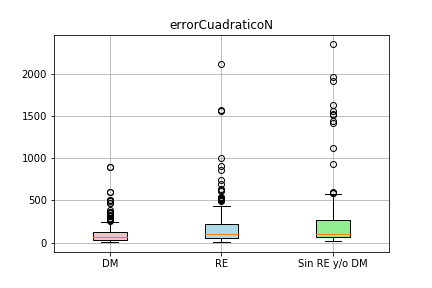 errorCuadraticoN
2000
1500
1000
500
0
DM
RE
Sin RE y/o DM